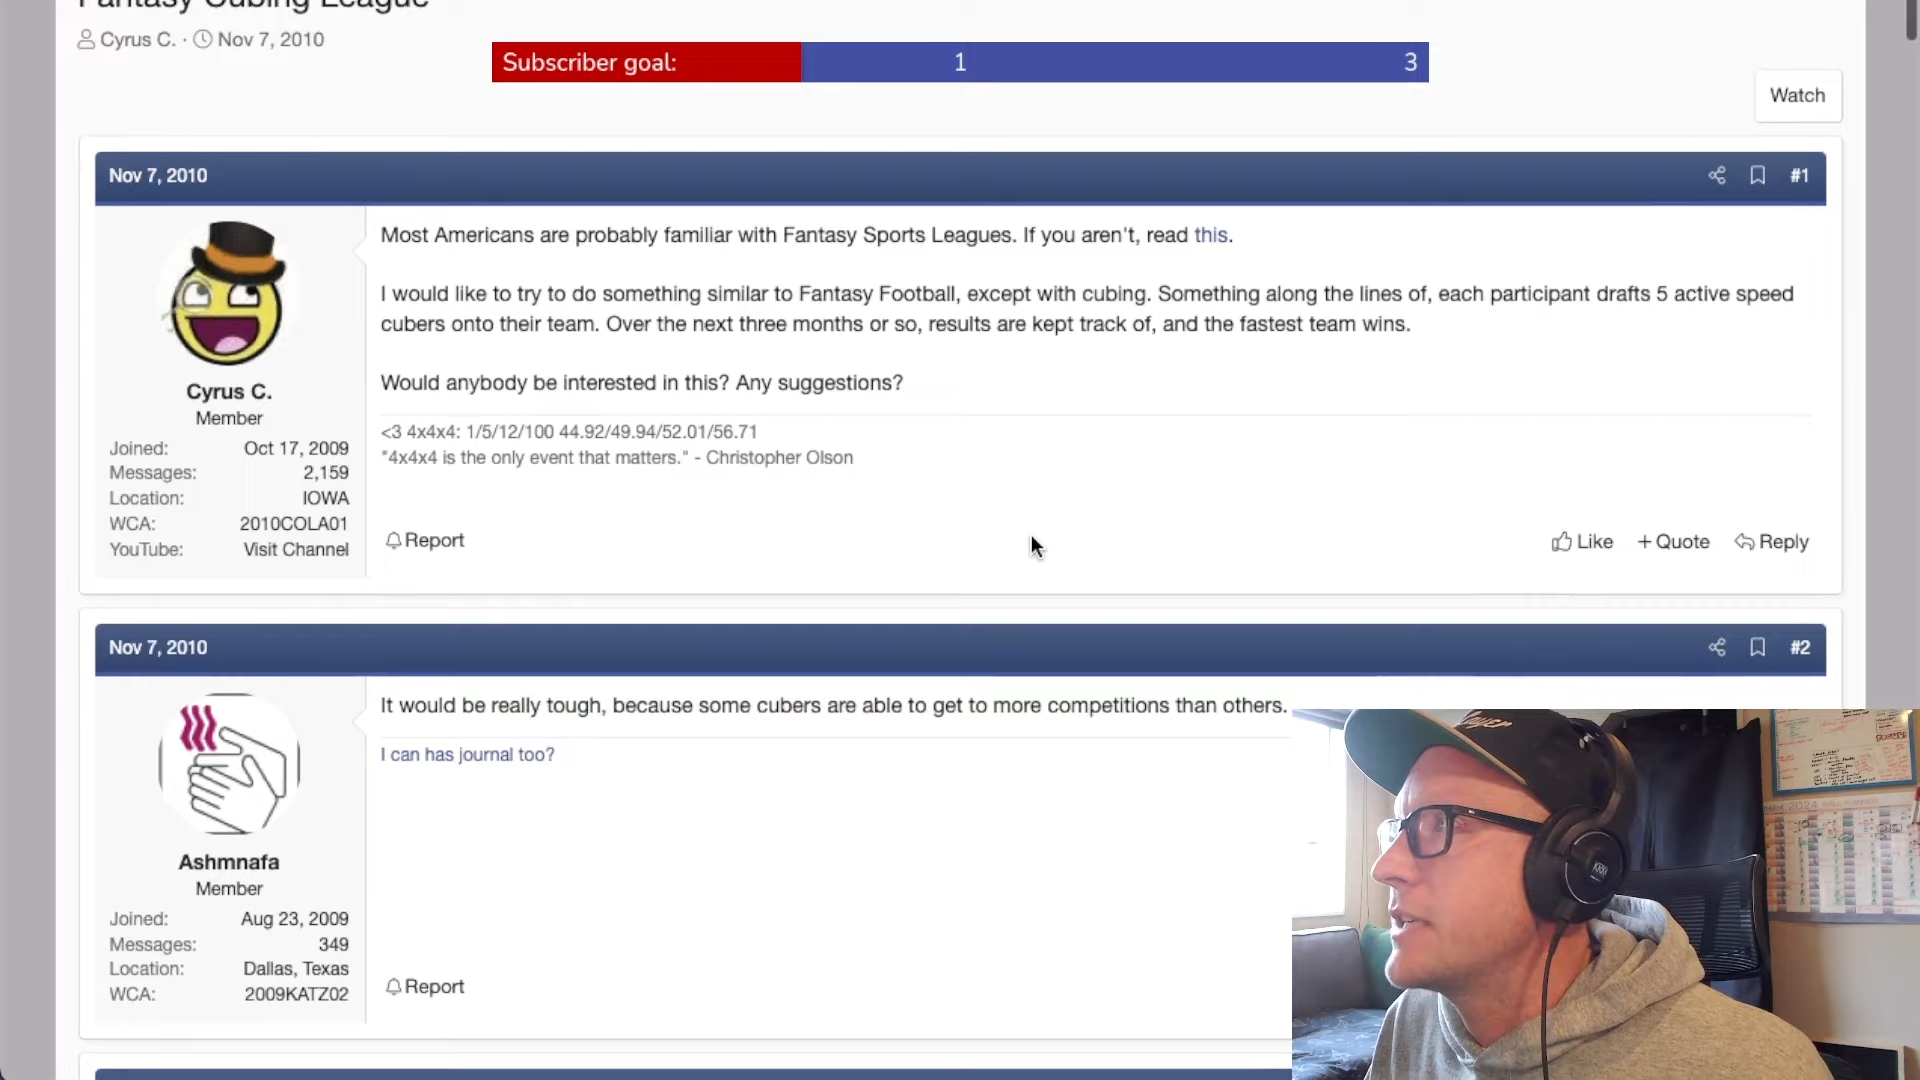 Fantasy Cubing League
Cyrus C. · Nov 7, 2010
Subscriber goal: 1 3
Watch
Nov 7, 2010 #1
Most Americans are probably familiar with Fantasy Sports Leagues. If you aren't, read this.
I would like to try to do something similar to Fantasy Football, except with cubing. Something along the lines of, each participant drafts 5 active speed
cubers onto their team. Over the next three months or so, results are kept track of, and the fastest team wins.
Would anybody be interested in this? Any suggestions?
<3 4x4x4: 1/5/12/100 44.92/49.94/52.01/56.71
"4x4x4 is the only event that matters." - Christopher Olson
Cyrus C.
Member
Joined: Oct 17, 2009
Messages: 2,159
Location: IOWA
WCA: 2010COLA01
YouTube: Visit Channel
Report
Like + Quote Reply
Nov 7, 2010 #2
It would be really tough, because some cubers are able to get to more competitions than others.
I can has journal too?
Ashmnafa
Member
Joined: Aug 23, 2009
Messages: 349
Location: Dallas, Texas
WCA: 2009KATZ02
Report
2024
KRK